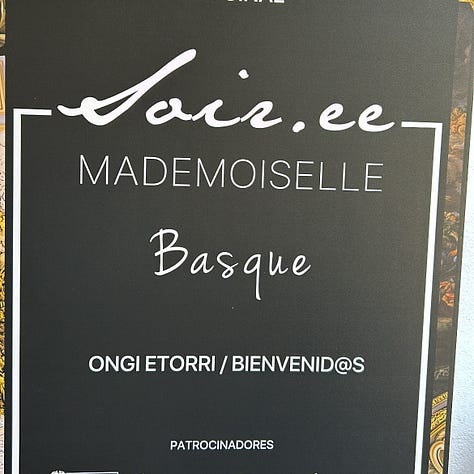 Soir.ee
MADEMOISELLE
Basque
ONGI ETORRI / BIENVENID@S
PATROCINADORES